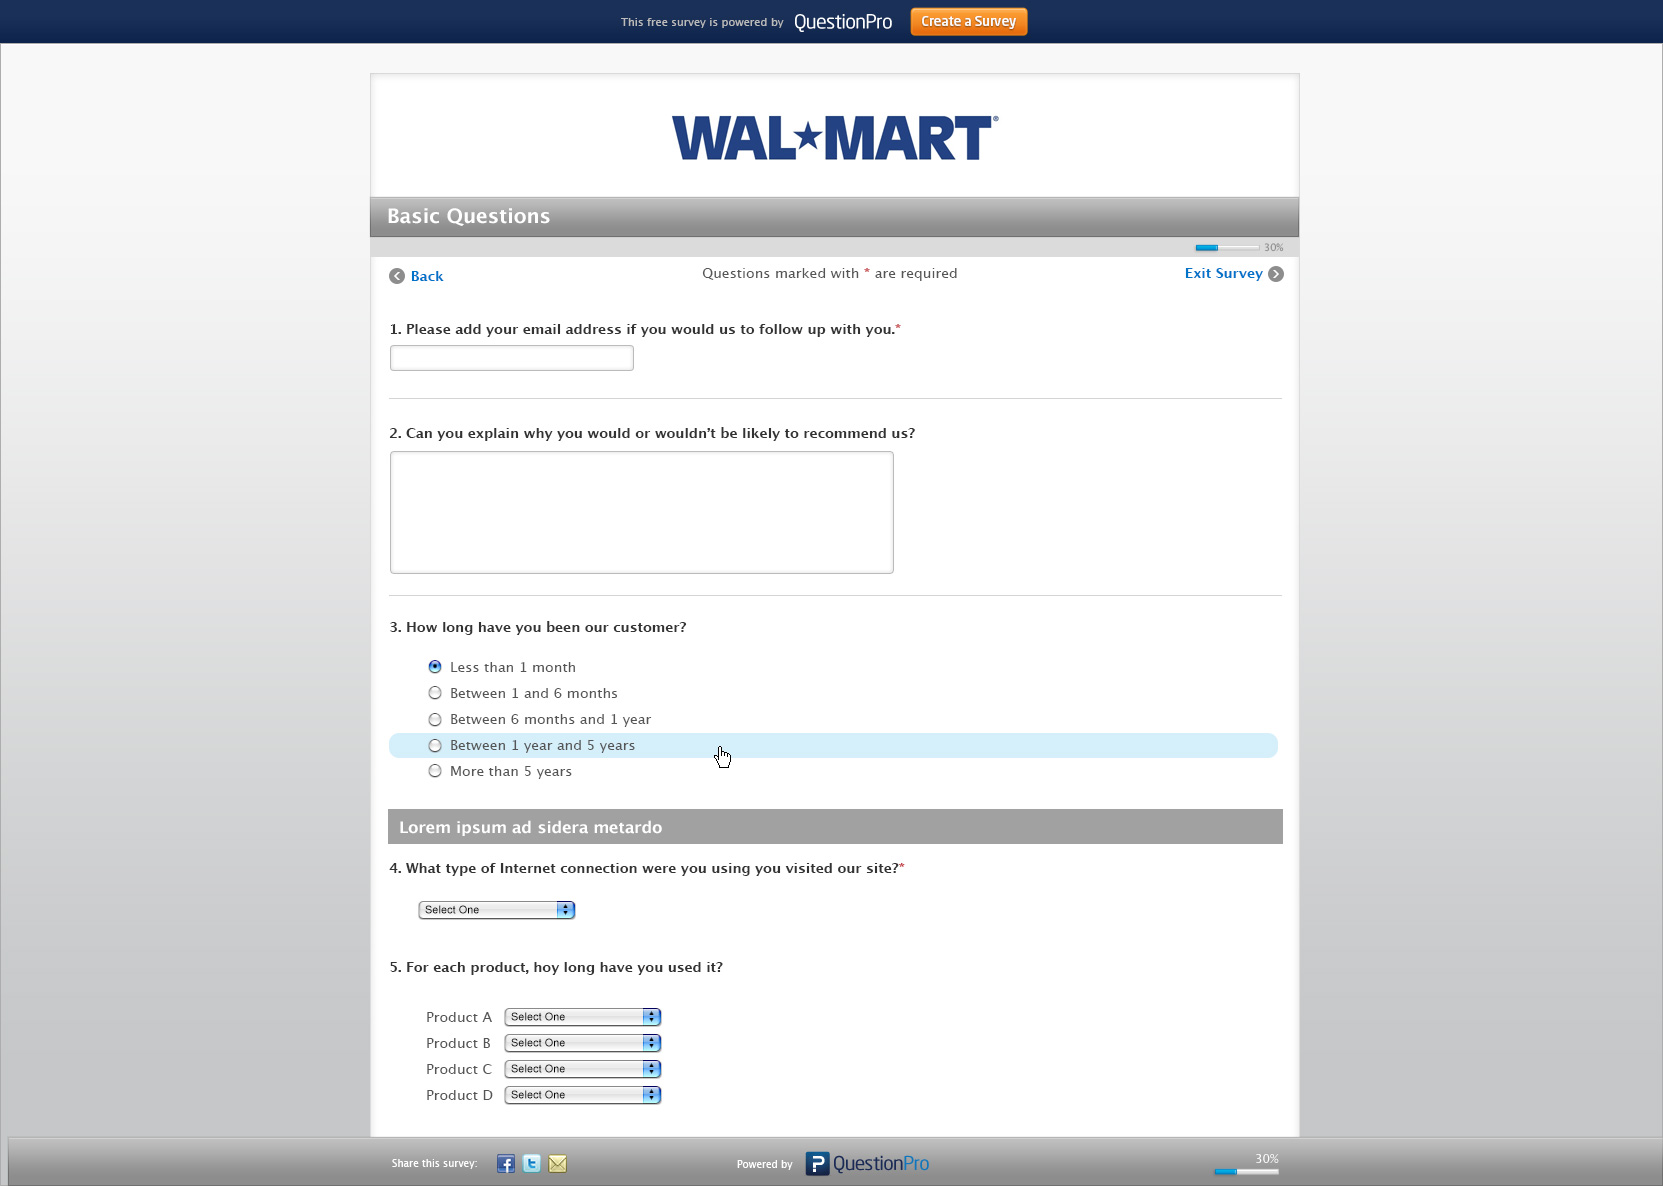 This free survey is powered by QuestionPro Create a Survey
WAL★MART®
Basic Questions
30%
Back Questions marked with * are required Exit Survey
1. Please add your email address if you would us to follow up with you.*
2. Can you explain why you would or wouldn't be likely to recommend us?
3. How long have you been our customer?
Less than 1 month
Between 1 and 6 months
Between 6 months and 1 year
Between 1 year and 5 years
More than 5 years
Lorem ipsum ad sidera metardo
4. What type of Internet connection were you using you visited our site?*
Select One
5. For each product, hoy long have you used it?
Product A Select One
Product B Select One
Product C Select One
Product D Select One
Share this survey: Powered by QuestionPro 30%